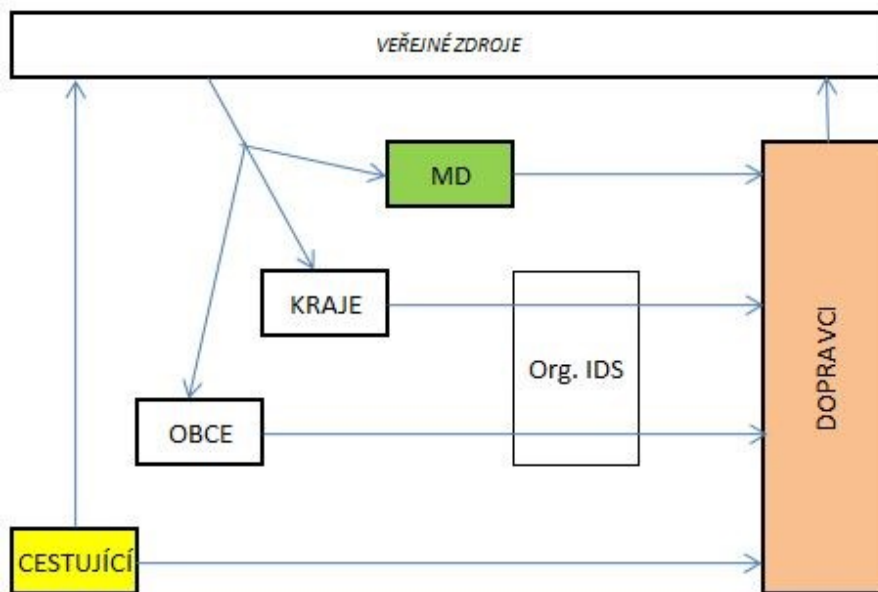 VEŘEJNÉ ZDROJE
MD
KRAJE
Org. IDS
OBCE
DOPRAVCI
CESTUJÍCÍ